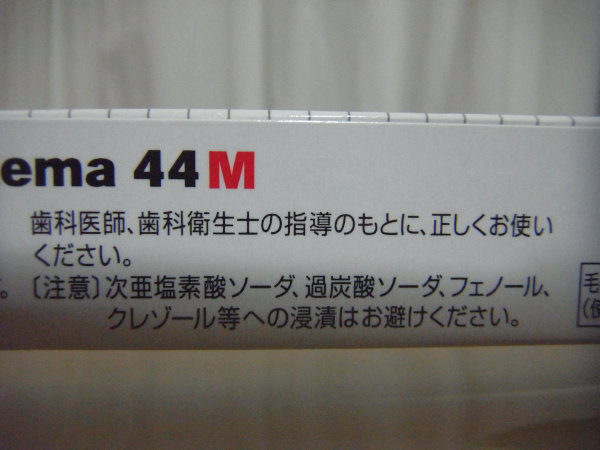 ema 44M
歯科医師、歯科衛生士の指導のもとに、正しくお使い
ください。
。〔注意〕次亜塩素酸ソーダ、過炭酸ソーダ、フェノール、
クレゾール等への浸漬はお避けください。
毛
(使